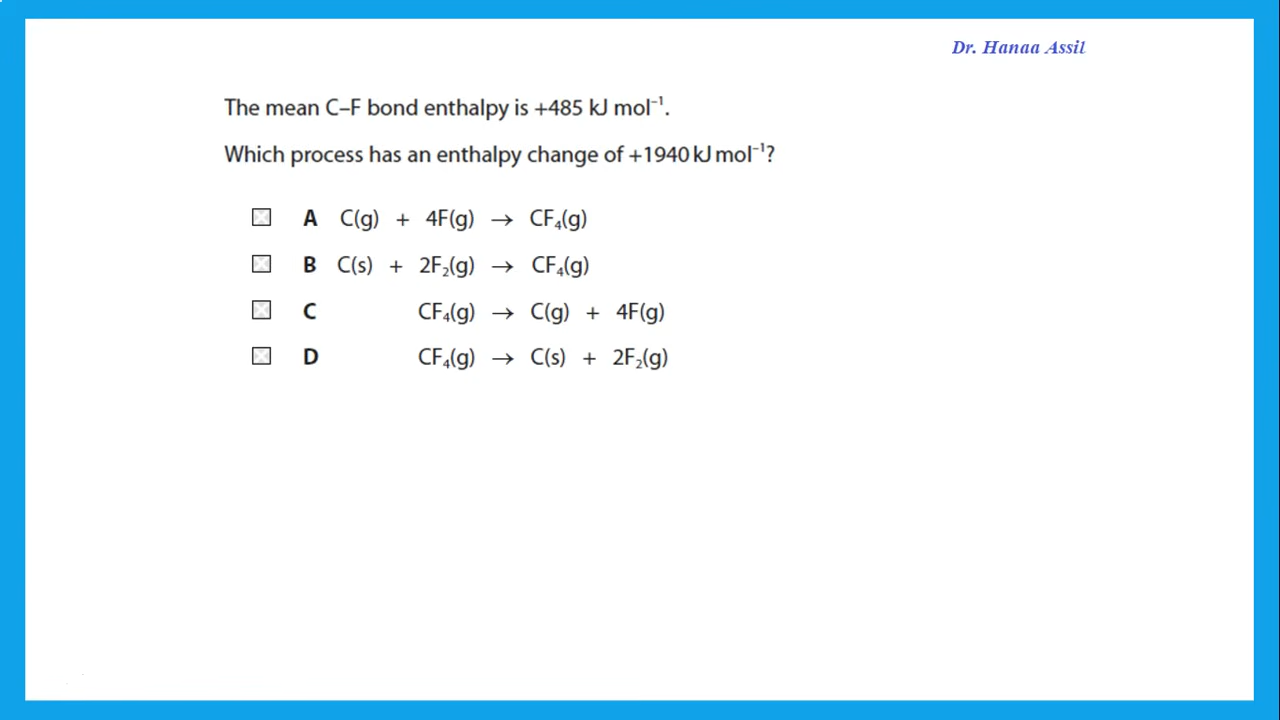 Dr. Hanaa Assil
The mean C–F bond enthalpy is +485 kJ mol⁻¹.
Which process has an enthalpy change of +1940 kJ mol⁻¹?
A C(g) + 4F(g) → CF₄(g)
B C(s) + 2F₂(g) → CF₄(g)
C CF₄(g) → C(g) + 4F(g)
D CF₄(g) → C(s) + 2F₂(g)